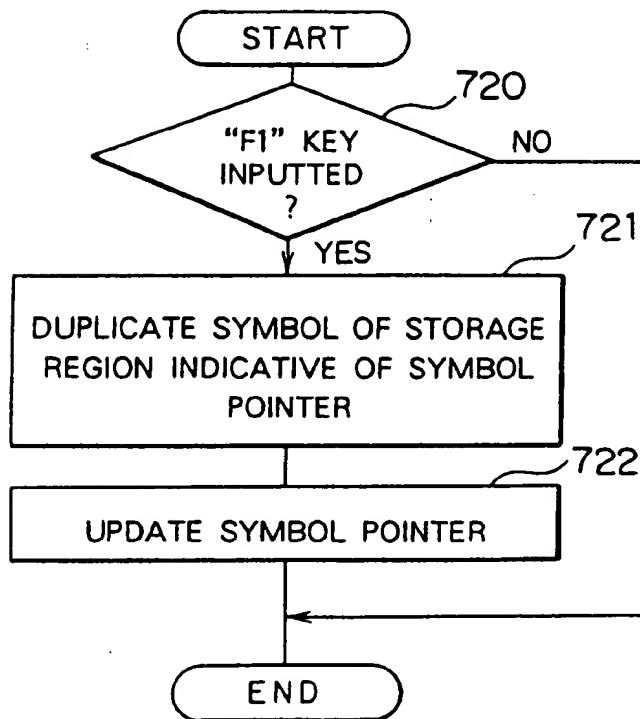 START
720
"F1" KEY
INPUTTED
?
NO
YES
721
DUPLICATE SYMBOL OF STORAGE
REGION INDICATIVE OF SYMBOL
POINTER
722
UPDATE SYMBOL POINTER
END